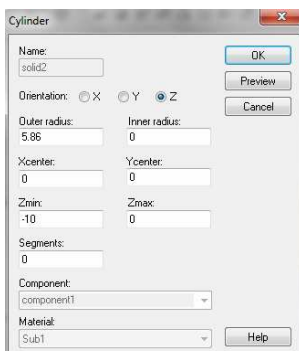 Cylinder
Name:
solid2
OK
Preview
Cancel
Orientation: X Y Z
Outer radius: Inner radius:
5.86 0
Xcenter: Ycenter:
0 0
Zmin: Zmax:
-10 0
Segments:
0
Component:
component1
Material:
Sub1
Help